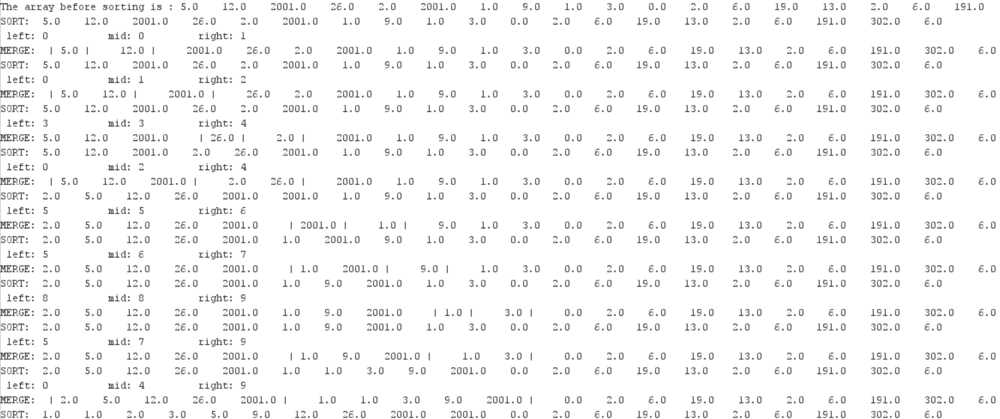 The array before sorting is : 5.0 12.0 2001.0 26.0 2.0 2001.0 1.0 9.0 1.0 3.0 0.0 2.0 6.0 19.0 13.0 2.0 6.0 191.0
SORT: 5.0 12.0 2001.0 26.0 2.0 2001.0 1.0 9.0 1.0 3.0 0.0 2.0 6.0 19.0 13.0 2.0 6.0 191.0 302.0 6.0
left: 0 mid: 0 right: 1
MERGE: | 5.0 | 12.0 | 2001.0 26.0 2.0 2001.0 1.0 9.0 1.0 3.0 0.0 2.0 6.0 19.0 13.0 2.0 6.0 191.0 302.0 6.0
SORT: 5.0 12.0 2001.0 26.0 2.0 2001.0 1.0 9.0 1.0 3.0 0.0 2.0 6.0 19.0 13.0 2.0 6.0 191.0 302.0 6.0
left: 0 mid: 1 right: 2
MERGE: | 5.0 12.0 | 2001.0 | 26.0 2.0 2001.0 1.0 9.0 1.0 3.0 0.0 2.0 6.0 19.0 13.0 2.0 6.0 191.0 302.0 6.0
SORT: 5.0 12.0 2001.0 26.0 2.0 2001.0 1.0 9.0 1.0 3.0 0.0 2.0 6.0 19.0 13.0 2.0 6.0 191.0 302.0 6.0
left: 3 mid: 3 right: 4
MERGE: 5.0 12.0 2001.0 | 26.0 | 2.0 | 2001.0 1.0 9.0 1.0 3.0 0.0 2.0 6.0 19.0 13.0 2.0 6.0 191.0 302.0 6.0
SORT: 5.0 12.0 2001.0 2.0 26.0 2001.0 1.0 9.0 1.0 3.0 0.0 2.0 6.0 19.0 13.0 2.0 6.0 191.0 302.0 6.0
left: 0 mid: 2 right: 4
MERGE: | 5.0 12.0 2001.0 | 2.0 26.0 | 2001.0 1.0 9.0 1.0 3.0 0.0 2.0 6.0 19.0 13.0 2.0 6.0 191.0 302.0 6.0
SORT: 2.0 5.0 12.0 26.0 2001.0 2001.0 1.0 9.0 1.0 3.0 0.0 2.0 6.0 19.0 13.0 2.0 6.0 191.0 302.0 6.0
left: 5 mid: 5 right: 6
MERGE: 2.0 5.0 12.0 26.0 2001.0 | 2001.0 | 1.0 | 9.0 1.0 3.0 0.0 2.0 6.0 19.0 13.0 2.0 6.0 191.0 302.0 6.0
SORT: 2.0 5.0 12.0 26.0 2001.0 1.0 2001.0 9.0 1.0 3.0 0.0 2.0 6.0 19.0 13.0 2.0 6.0 191.0 302.0 6.0
left: 5 mid: 6 right: 7
MERGE: 2.0 5.0 12.0 26.0 2001.0 | 1.0 2001.0 | 9.0 | 1.0 3.0 0.0 2.0 6.0 19.0 13.0 2.0 6.0 191.0 302.0 6.0
SORT: 2.0 5.0 12.0 26.0 2001.0 1.0 9.0 2001.0 1.0 3.0 0.0 2.0 6.0 19.0 13.0 2.0 6.0 191.0 302.0 6.0
left: 8 mid: 8 right: 9
MERGE: 2.0 5.0 12.0 26.0 2001.0 1.0 9.0 2001.0 | 1.0 | 3.0 | 0.0 2.0 6.0 19.0 13.0 2.0 6.0 191.0 302.0 6.0
SORT: 2.0 5.0 12.0 26.0 2001.0 1.0 9.0 2001.0 1.0 3.0 0.0 2.0 6.0 19.0 13.0 2.0 6.0 191.0 302.0 6.0
left: 5 mid: 7 right: 9
MERGE: 2.0 5.0 12.0 26.0 2001.0 | 1.0 9.0 2001.0 | 1.0 3.0 | 0.0 2.0 6.0 19.0 13.0 2.0 6.0 191.0 302.0 6.0
SORT: 2.0 5.0 12.0 26.0 2001.0 1.0 1.0 3.0 9.0 2001.0 0.0 2.0 6.0 19.0 13.0 2.0 6.0 191.0 302.0 6.0
left: 0 mid: 4 right: 9
MERGE: | 2.0 5.0 12.0 26.0 2001.0 | 1.0 1.0 3.0 9.0 2001.0 | 0.0 2.0 6.0 19.0 13.0 2.0 6.0 191.0 302.0 6.0
SORT: 1.0 1.0 2.0 3.0 5.0 9.0 12.0 26.0 2001.0 2001.0 0.0 2.0 6.0 19.0 13.0 2.0 6.0 191.0 302.0 6.0